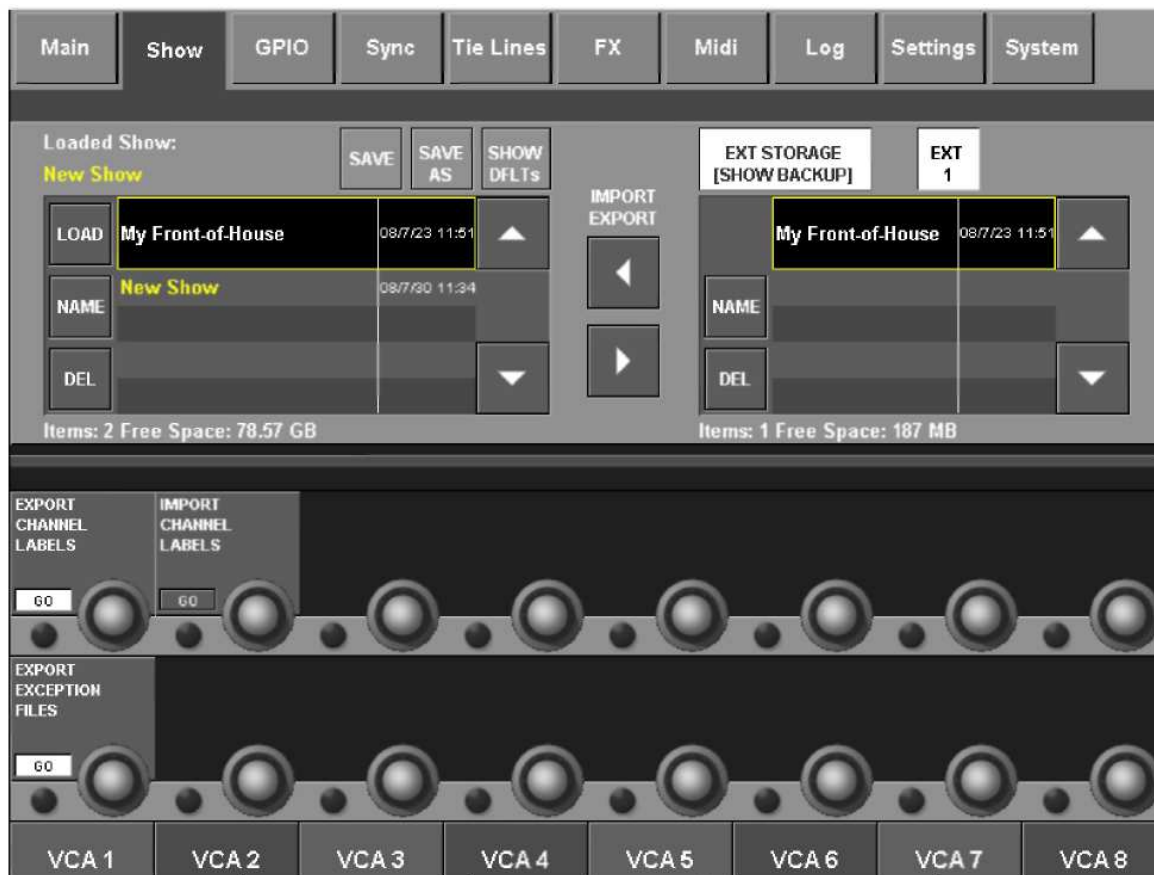 Main Show GPIO Sync Tie Lines FX Midi Log Settings System
Loaded Show:
New Show
SAVE
SAVE
AS
SHOW
DFLTs
EXT STORAGE
[SHOW BACKUP]
EXT
1
IMPORT
EXPORT
LOAD
My Front-of-House 08/7/23 11:51
New Show 08/7/30 11:34
NAME
DEL
Items: 2 Free Space: 78.57 GB
My Front-of-House 08/7/23 11:51
NAME
DEL
Items: 1 Free Space: 187 MB
EXPORT
CHANNEL
LABELS
GO
IMPORT
CHANNEL
LABELS
GO
EXPORT
EXCEPTION
FILES
GO
VCA 1 VCA 2 VCA 3 VCA 4 VCA 5 VCA 6 VCA 7 VCA 8